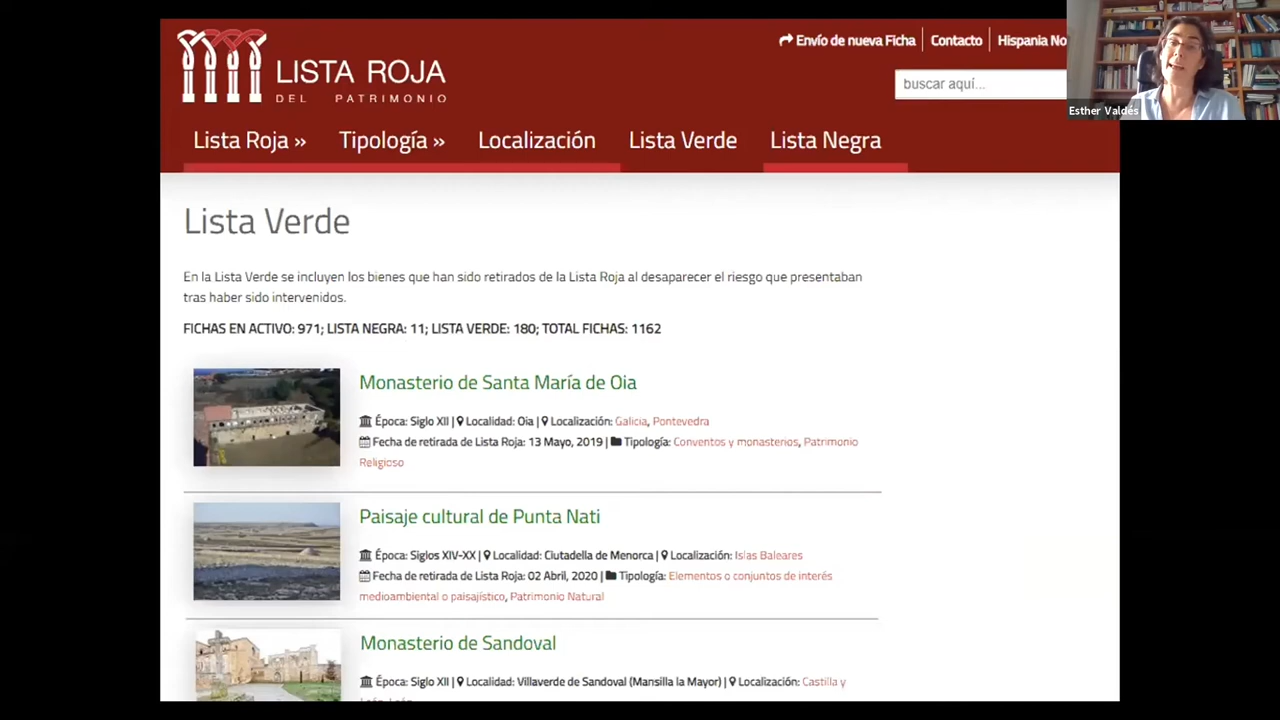 Envío de nueva Ficha
Contacto
Hispania No
LISTA ROJA
DEL PATRIMONIO
buscar aquí...
Esther Valdés
Lista Roja »
Tipología »
Localización
Lista Verde
Lista Negra
Lista Verde
En la Lista Verde se incluyen los bienes que han sido retirados de la Lista Roja al desaparecer el riesgo que presentaban
tras haber sido intervenidos.
FICHAS EN ACTIVO: 971; LISTA NEGRA: 11; LISTA VERDE: 180; TOTAL FICHAS: 1162
Monasterio de Santa María de Oia
Época: Siglo XII | Localidad: Oia | Localización: Galicia, Pontevedra
Fecha de retirada de Lista Roja: 13 Mayo, 2019 | Tipología: Conventos y monasterios, Patrimonio
Religioso
Paisaje cultural de Punta Nati
Época: Siglos XIV-XX | Localidad: Ciutadella de Menorca | Localización: Islas Baleares
Fecha de retirada de Lista Roja: 02 Abril, 2020 | Tipología: Elementos o conjuntos de interés
medioambiental o paisajístico, Patrimonio Natural
Monasterio de Sandoval
Época: Siglo XII | Localidad: Villaverde de Sandoval (Mansilla la Mayor) | Localización: Castilla y